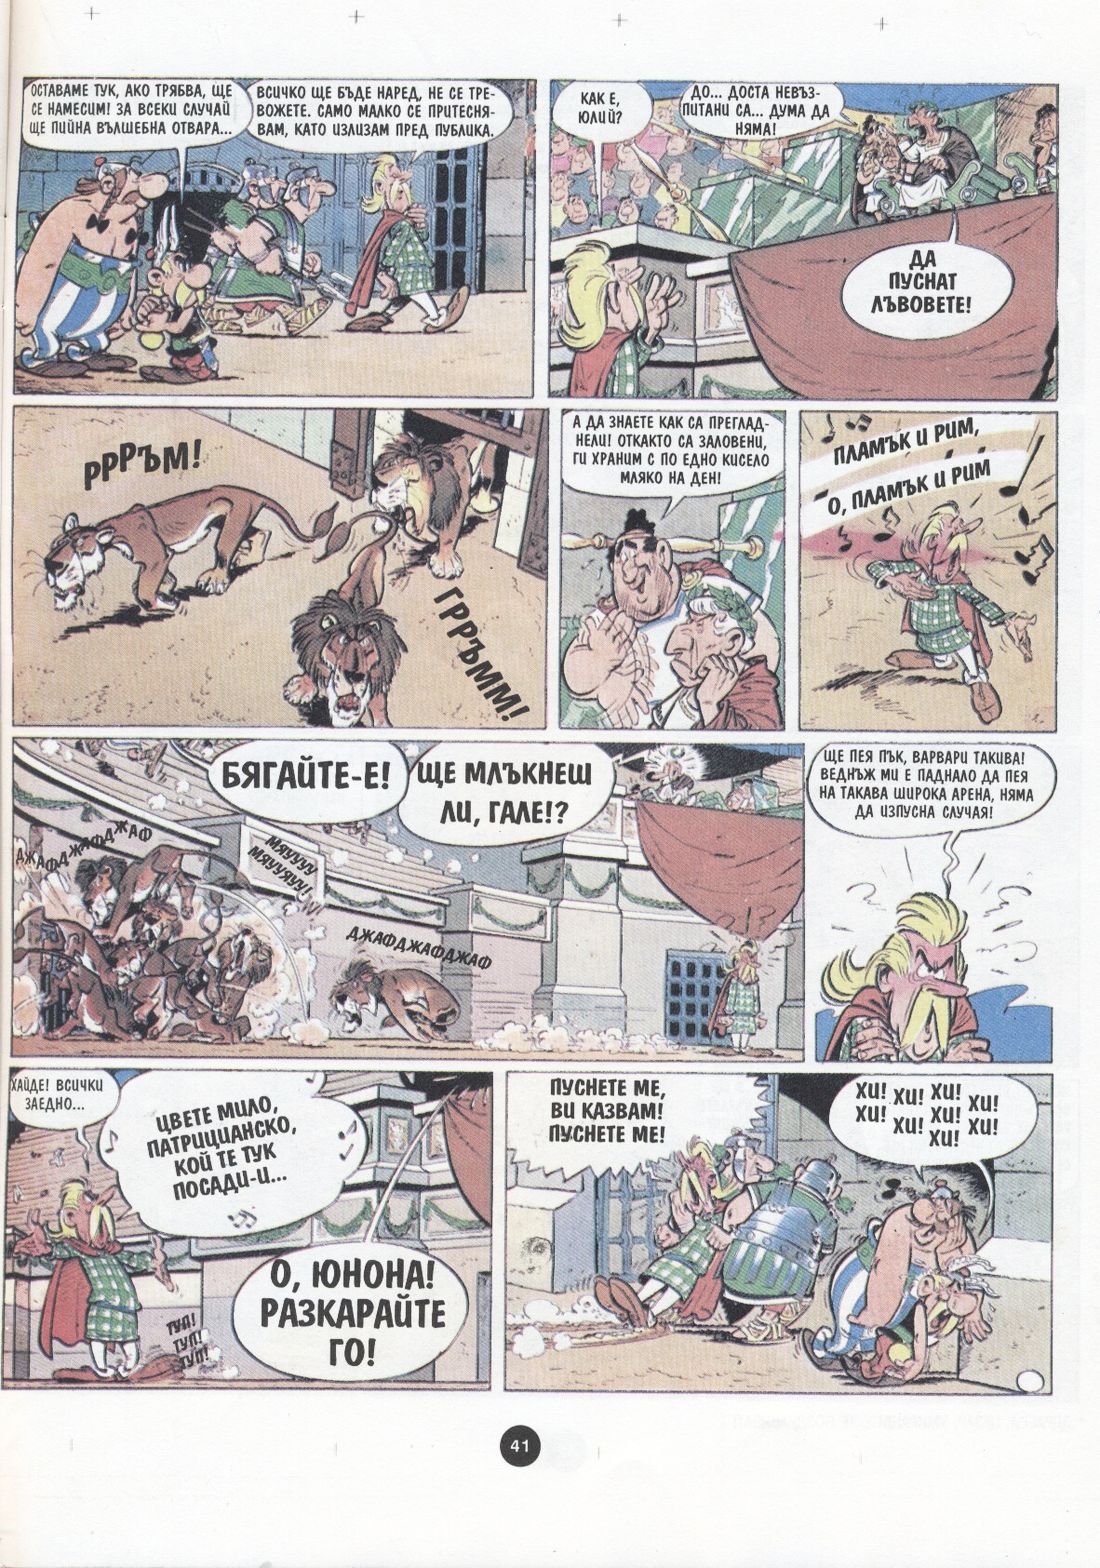 ОСТАВАМЕ ТУК, АКО ТРЯБВА, ЩЕ
СЕ НАМЕСИМ! ЗА ВСЕКИ СЛУЧАЙ
ЩЕ ПИЙНА ВЪЛШЕБНА ОТВАРА...
ВСИЧКО ЩЕ БЪДЕ НАРЕД, НЕ СЕ ТРЕ-
ВОЖЕТЕ. САМО МАЛКО СЕ ПРИТЕСНЯ-
ВАМ, КАТО ИЗЛИЗАМ ПРЕД ПУБЛИКА.
КАК Е,
ЮЛИЙ?
ДО... ДОСТА НЕВЪЗ-
ПИТАНИ СА... ДУМА ДА
НЯМА!
ДА
ПУСНАТ
ЛЪВОВЕТЕ!
РРРЪМ!
ГРРЪММ!
А ДА ЗНАЕТЕ КАК СА ПРЕГЛАД-
НЕЛИ! ОТКАКТО СА ЗАЛОВЕНИ,
ГИ ХРАНИМ С ПО ЕДНО КИСЕЛО
МЛЯКО НА ДЕН!
ПЛАМЪК И РИМ,
О, ПЛАМЪК И РИМ
БЯГАЙТЕ-Е!
ЩЕ МЛЪКНЕШ
ЛИ, ГАЛЕ!?
ДЖАФДЖАФДЖАФ
МЯУУУУ
МЯУУЯУУ!
ДЖАФДЖАФДЖАФ
ЩЕ ПЕЯ ПЪК, ВАРВАРИ ТАКИВА!
ВЕДНЪЖ МИ Е ПАДНАЛО ДА ПЕЯ
НА ТАКАВА ШИРОКА АРЕНА, НЯМА
ДА ИЗПУСНА СЛУЧАЯ!
ХАЙДЕ! ВСИЧКИ
ЗАЕДНО...
ЦВЕТЕ МИЛО,
ПАТРИЦИАНСКО,
КОЙ ТЕ ТУК
ПОСАДИ-И...
ТУП!
ТУП!
ТУП!
О, ЮНОНА!
РАЗКАРАЙТЕ
ГО!
ПУСНЕТЕ МЕ,
ВИ КАЗВАМ!
ПУСНЕТЕ МЕ!
ХИ! ХИ! ХИ! ХИ!
ХИ! ХИ! ХИ! ХИ!
ХИ!
41